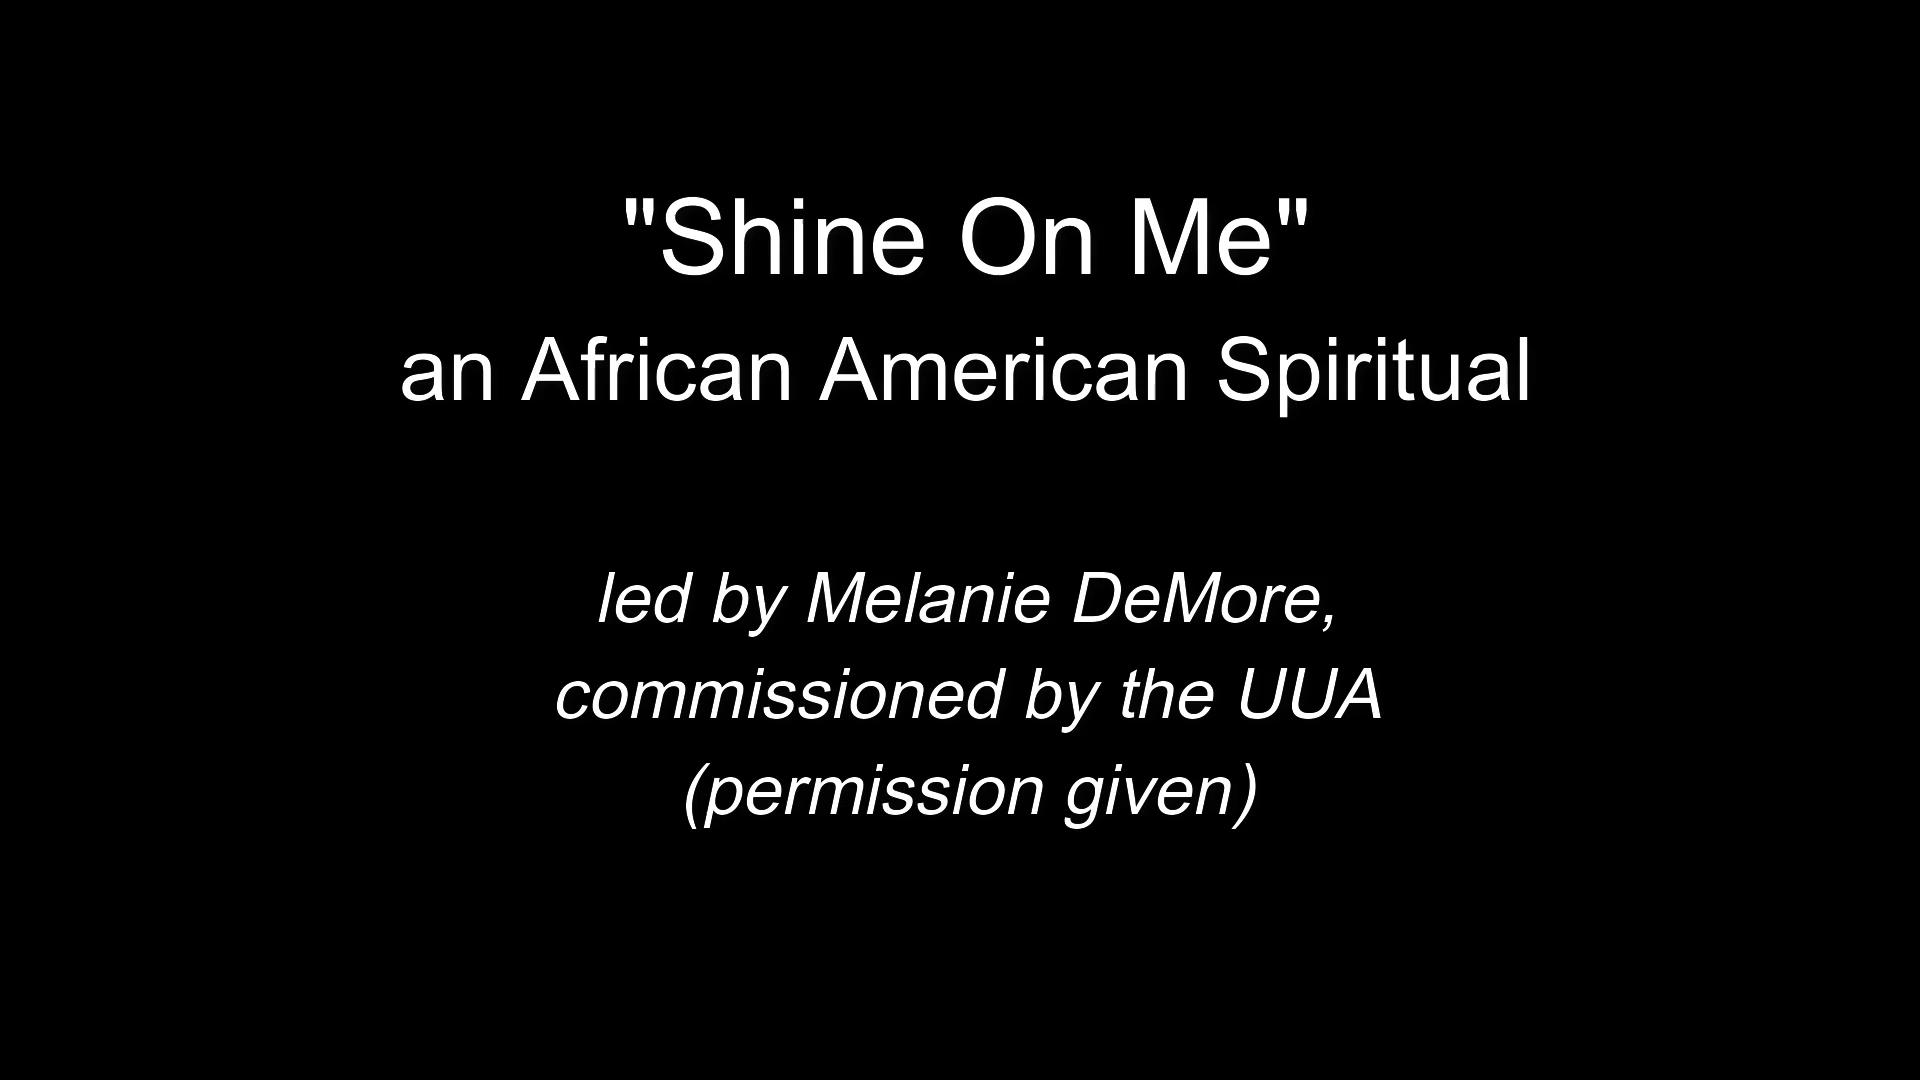 "Shine On Me"
an African American Spiritual
led by Melanie DeMore,
commissioned by the UUA
(permission given)